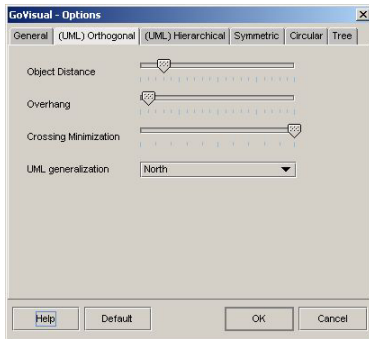 GoVisual - Options
General (UML) Orthogonal (UML) Hierarchical Symmetric Circular Tree
Object Distance
Overhang
Crossing Minimization
UML generalization North
Help Default OK Cancel